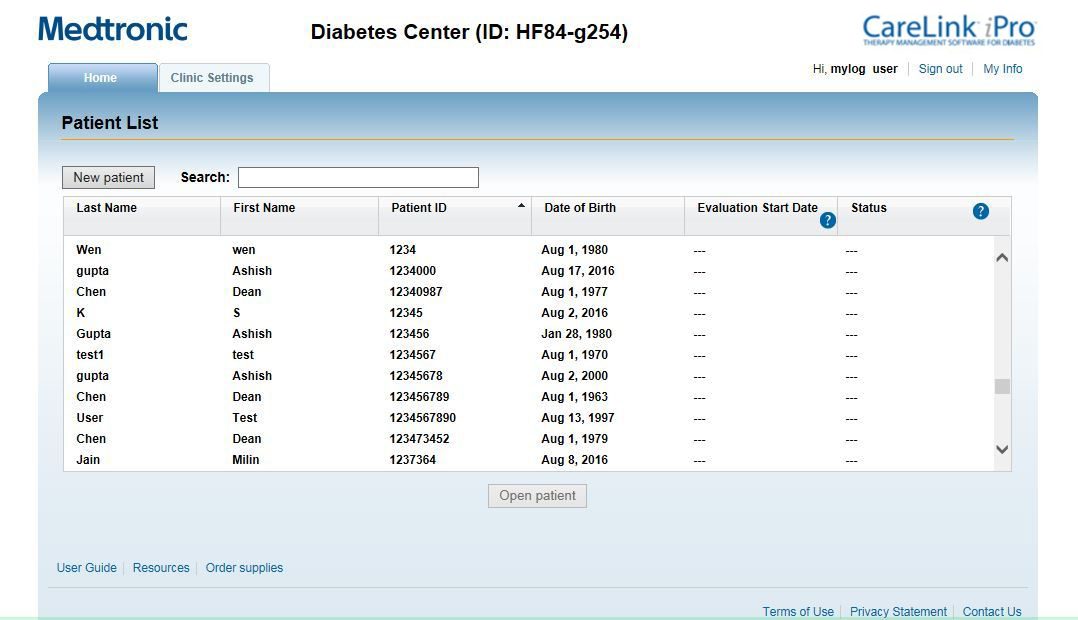 Medtronic
Diabetes Center (ID: HF84-g254)
CareLink™ iPro™
THERAPY MANAGEMENT SOFTWARE FOR DIABETES
Home Clinic Settings
Hi, mylog user Sign out My Info
Patient List
New patient Search:
Last Name First Name Patient ID Date of Birth Evaluation Start Date ? Status ?
Wen wen 1234 Aug 1, 1980 --- ---
gupta Ashish 1234000 Aug 17, 2016 --- ---
Chen Dean 12340987 Aug 1, 1977 --- ---
K S 12345 Aug 2, 2016 --- ---
Gupta Ashish 123456 Jan 28, 1980 --- ---
test1 test 1234567 Aug 1, 1970 --- ---
gupta Ashish 12345678 Aug 2, 2000 --- ---
Chen Dean 123456789 Aug 1, 1963 --- ---
User Test 1234567890 Aug 13, 1997 --- ---
Chen Dean 123473452 Aug 1, 1979 --- ---
Jain Milin 1237364 Aug 8, 2016 --- ---
Open patient
User Guide Resources Order supplies
Terms of Use Privacy Statement Contact Us